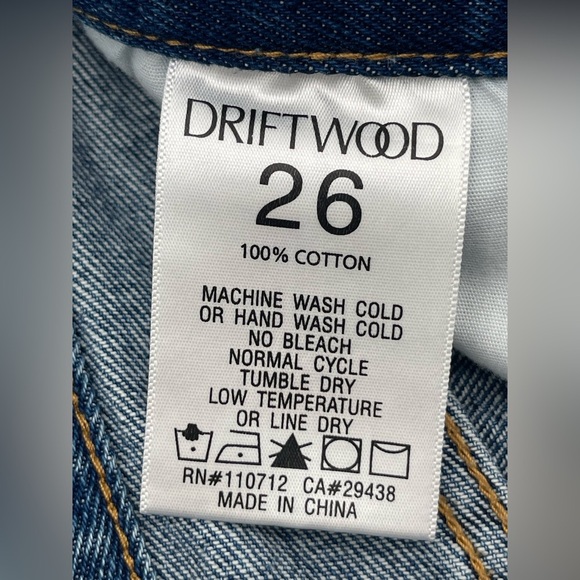 DRIFTWOOD
26
100% COTTON
MACHINE WASH COLD
OR HAND WASH COLD
NO BLEACH
NORMAL CYCLE
TUMBLE DRY
LOW TEMPERATURE
OR LINE DRY
RN#110712 CA#29438
MADE IN CHINA